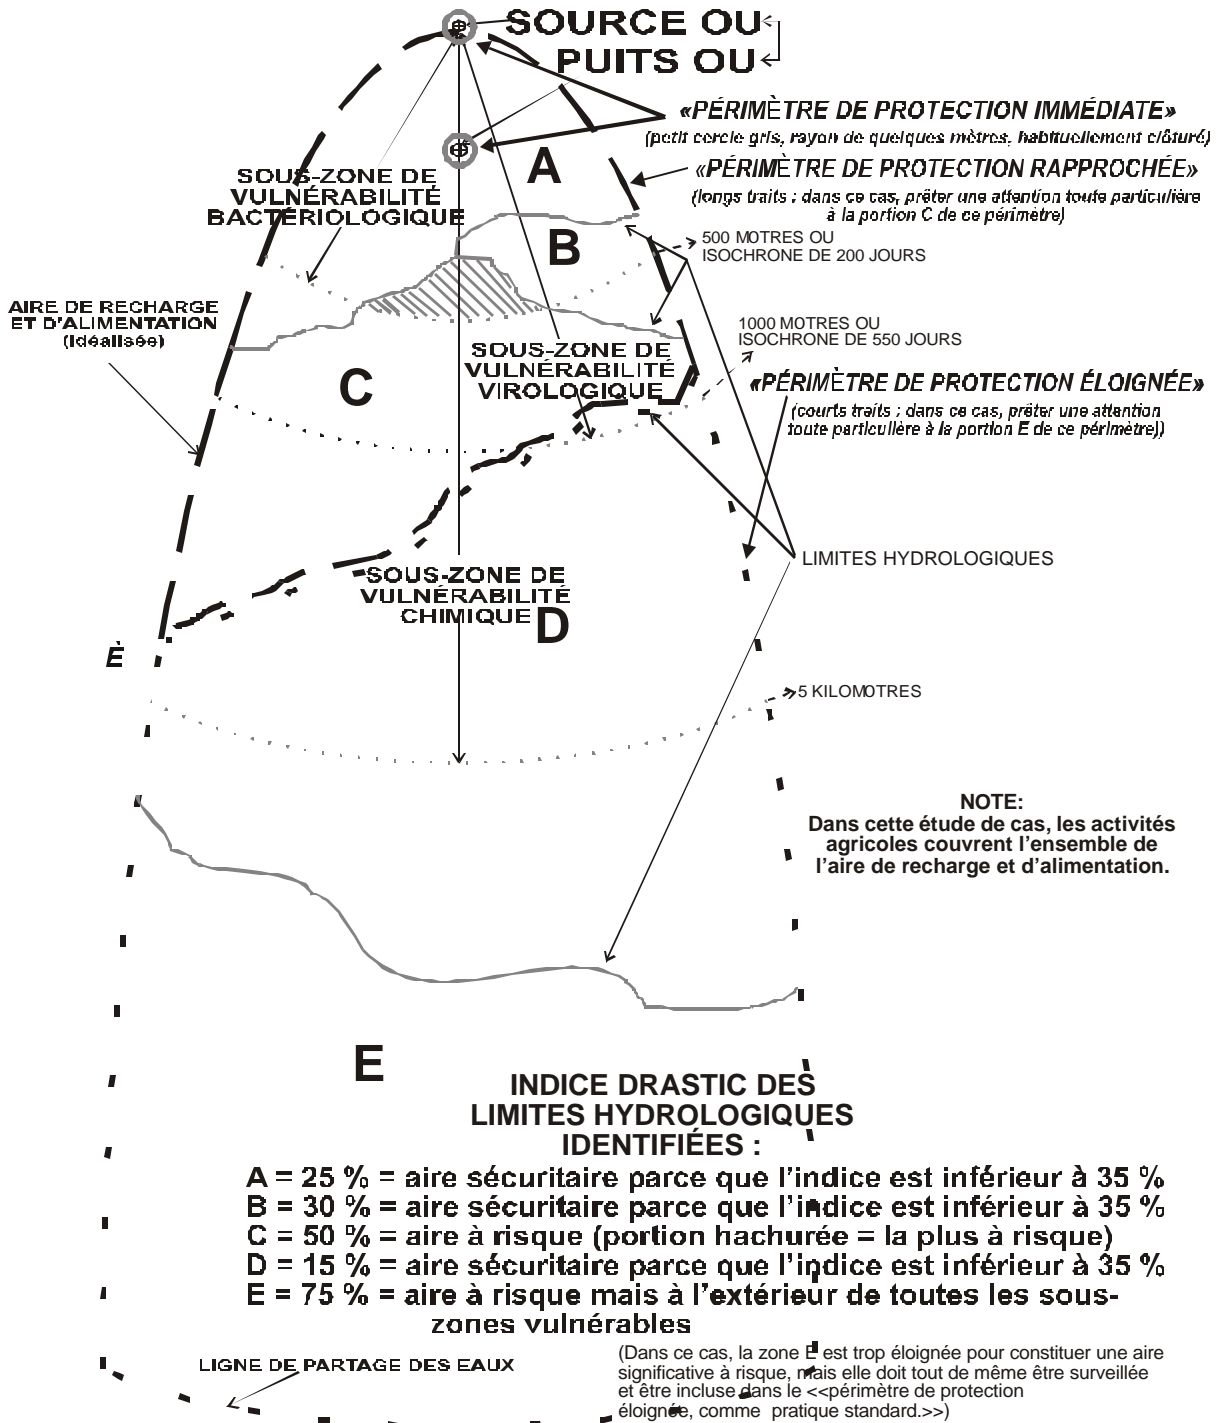 SOURCE OU
PUITS OU
«PÉRIMÈTRE DE PROTECTION IMMÉDIATE»
(petit cercle gris, rayon de quelques mètres, habituellement clôturé)
A
«PÉRIMÈTRE DE PROTECTION RAPPROCHÉE»
(longs traits ; dans ce cas, prêter une attention toute particulière
à la portion C de ce périmètre)
SOUS-ZONE DE
VULNÉRABILITÉ
BACTÉRIOLOGIQUE
B
500 M0TRES OU
ISOCHRONE DE 200 JOURS
AIRE DE RECHARGE
ET D'ALIMENTATION
(idéalisée)
1000 M0TRES OU
ISOCHRONE DE 550 JOURS
SOUS-ZONE DE
VULNÉRABILITÉ
VIROLOGIQUE
C
«PÉRIMÈTRE DE PROTECTION ÉLOIGNÉE»
(courts traits ; dans ce cas, prêter une attention
toute particulière à la portion E de ce périmètre))
LIMITES HYDROLOGIQUES
SOUS-ZONE DE
VULNÉRABILITÉ
CHIMIQUE
D
È
5 KILOM0TRES
NOTE:
Dans cette étude de cas, les activités
agricoles couvrent l'ensemble de
l'aire de recharge et d'alimentation.
E
INDICE DRASTIC DES
LIMITES HYDROLOGIQUES
IDENTIFIÉES :
A = 25 % = aire sécuritaire parce que l'indice est inférieur à 35 %
B = 30 % = aire sécuritaire parce que l'indice est inférieur à 35 %
C = 50 % = aire à risque (portion hachurée = la plus à risque)
D = 15 % = aire sécuritaire parce que l'indice est inférieur à 35 %
E = 75 % = aire à risque mais à l'extérieur de toutes les sous-
zones vulnérables
LIGNE DE PARTAGE DES EAUX
(Dans ce cas, la zone E est trop éloignée pour constituer une aire
significative à risque, mais elle doit tout de même être surveillée
et être incluse dans le <<périmètre de protection
éloignée, comme pratique standard.>>)